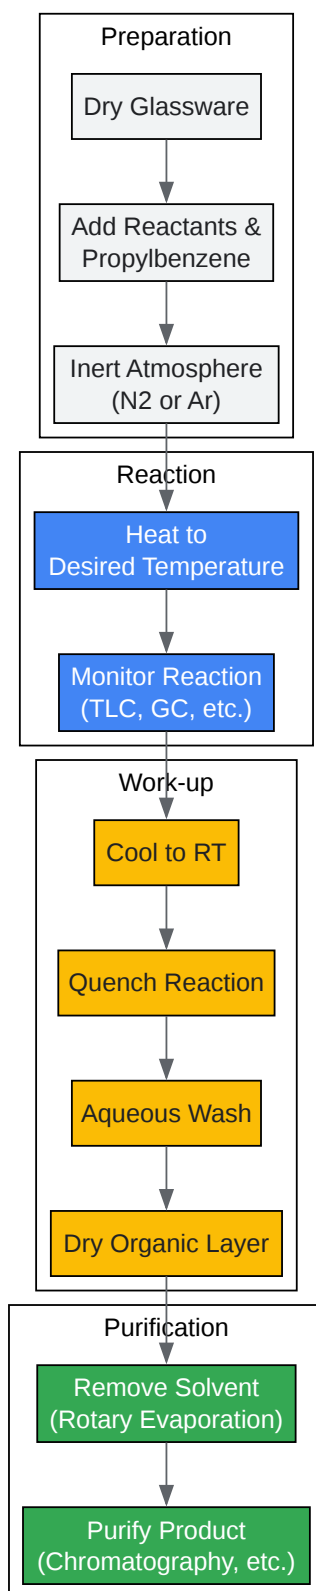 Preparation
Dry Glassware
Add Reactants &
Propylbenzene
Inert Atmosphere
(N2 or Ar)
Reaction
Heat to
Desired Temperature
Monitor Reaction
(TLC, GC, etc.)
Work-up
Cool to RT
Quench Reaction
Aqueous Wash
Dry Organic Layer
Purification
Remove Solvent
(Rotary Evaporation)
Purify Product
(Chromatography, etc.)